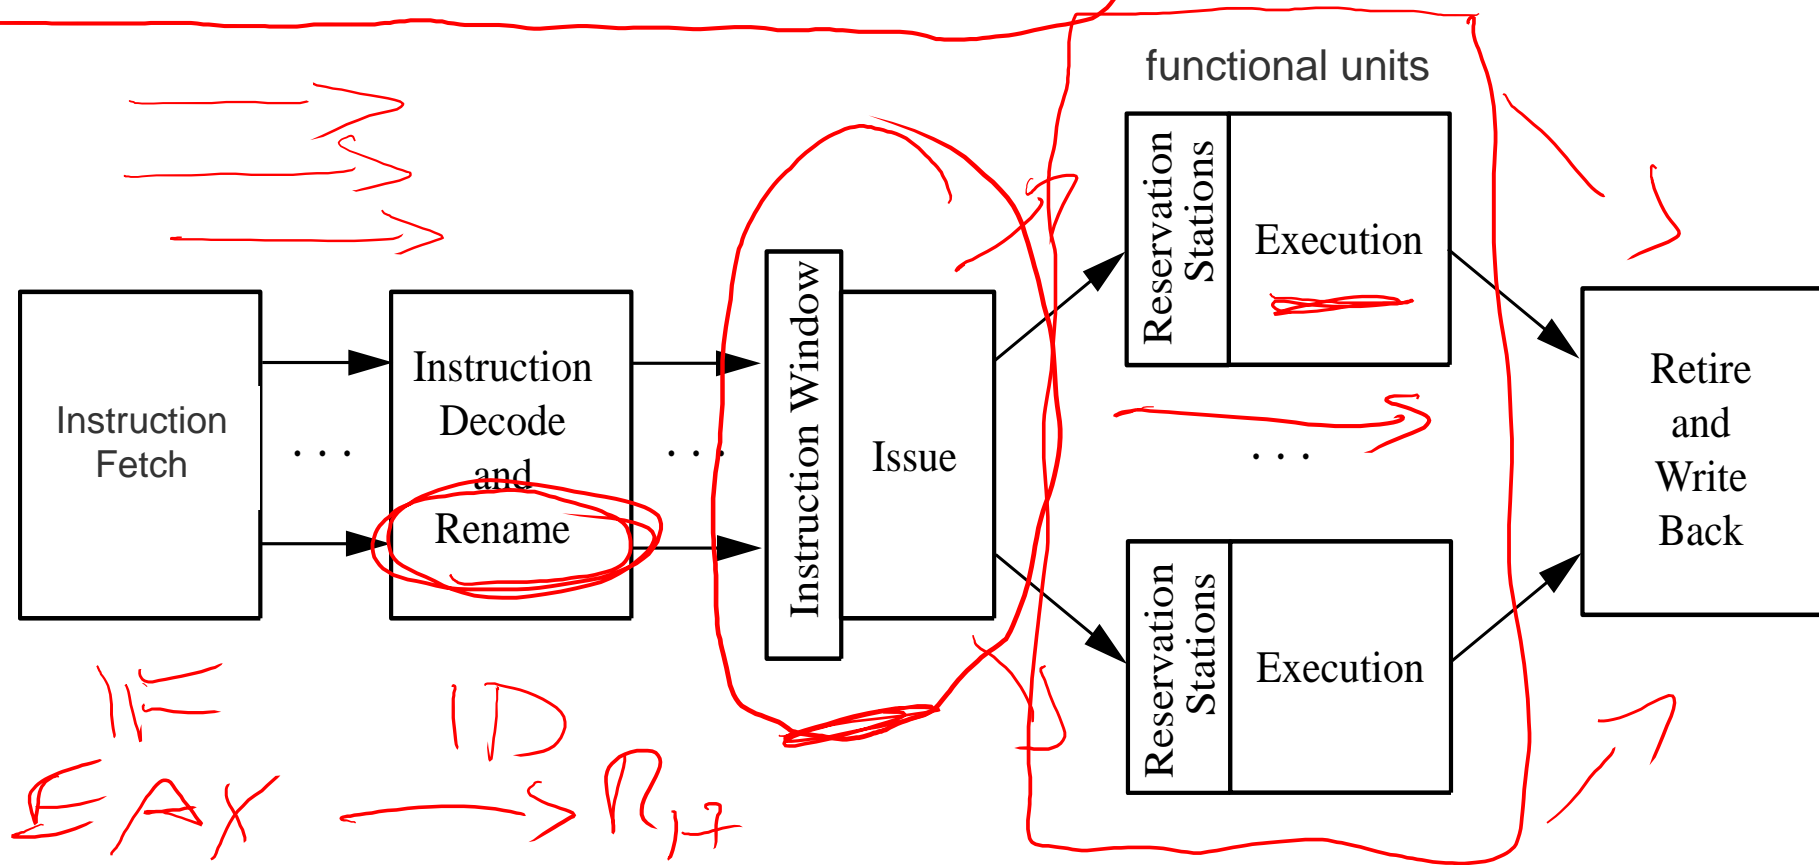 functional units
Instruction
Fetch
. . .
Instruction
Decode
and
Rename
. . .
Instruction Window
Issue
Reservation
Stations
Execution
. . .
Reservation
Stations
Execution
Retire
and
Write
Back
IF
ID
EAX
R17